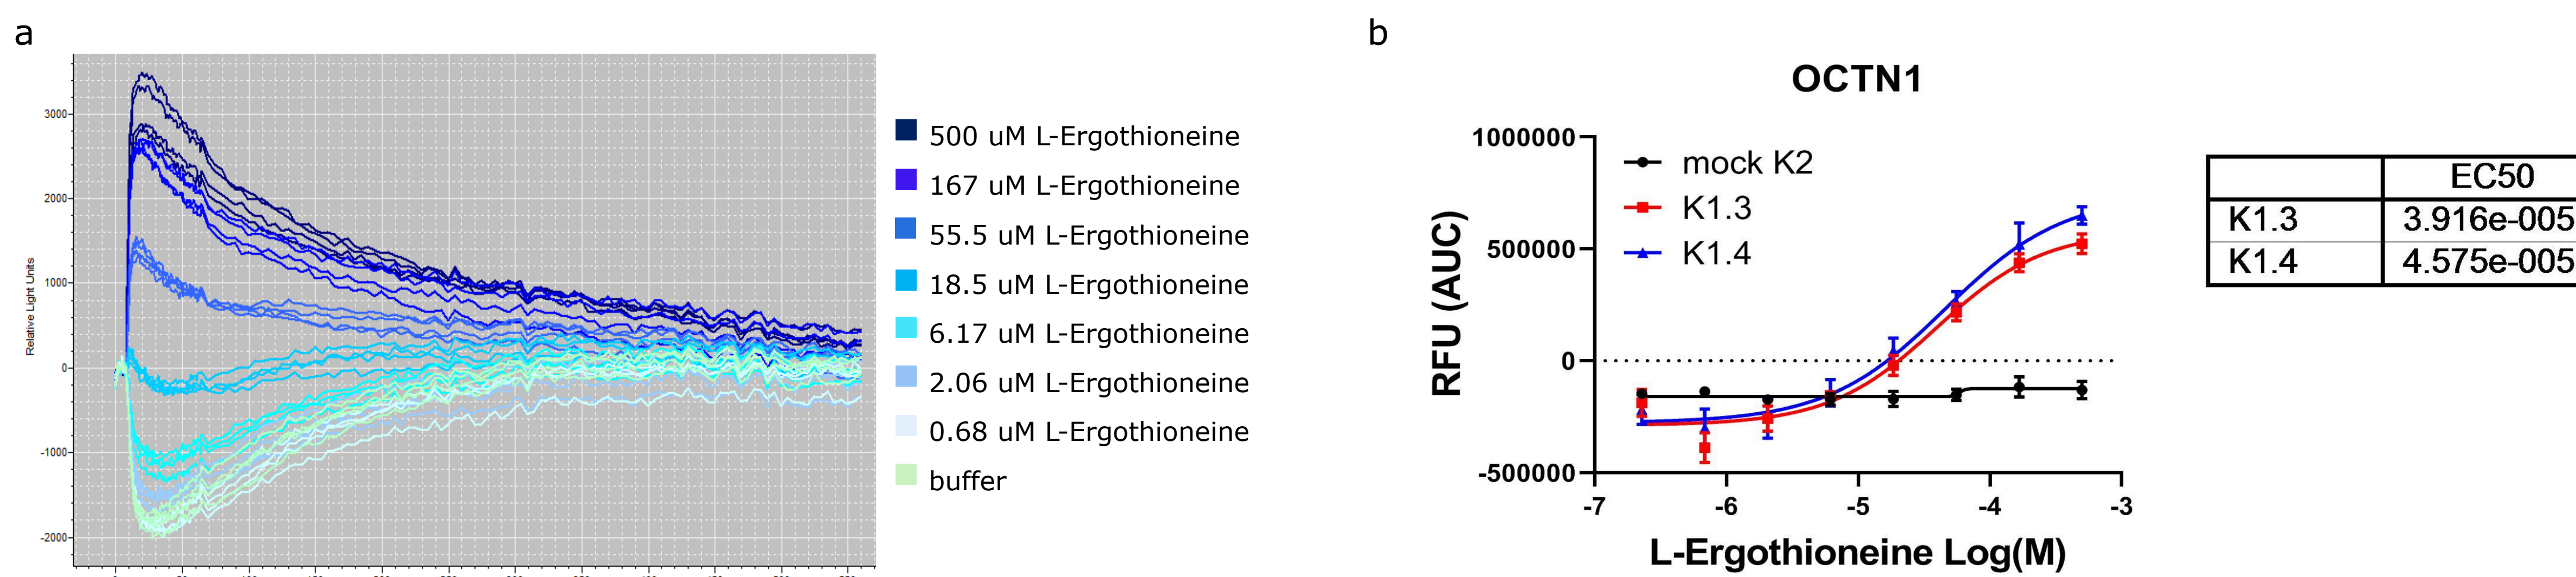 a
3000
2000
1000
0
-1000
-2000
Relative Light Units
500 uM L-Ergothioneine
167 uM L-Ergothioneine
55.5 uM L-Ergothioneine
18.5 uM L-Ergothioneine
6.17 uM L-Ergothioneine
2.06 uM L-Ergothioneine
0.68 uM L-Ergothioneine
buffer
b
OCTN1
1000000
500000
0
-500000
RFU (AUC)
mock K2
K1.3
K1.4
-7 -6 -5 -4 -3
L-Ergothioneine Log(M)
EC50
K1.3 3.916e-005
K1.4 4.575e-005